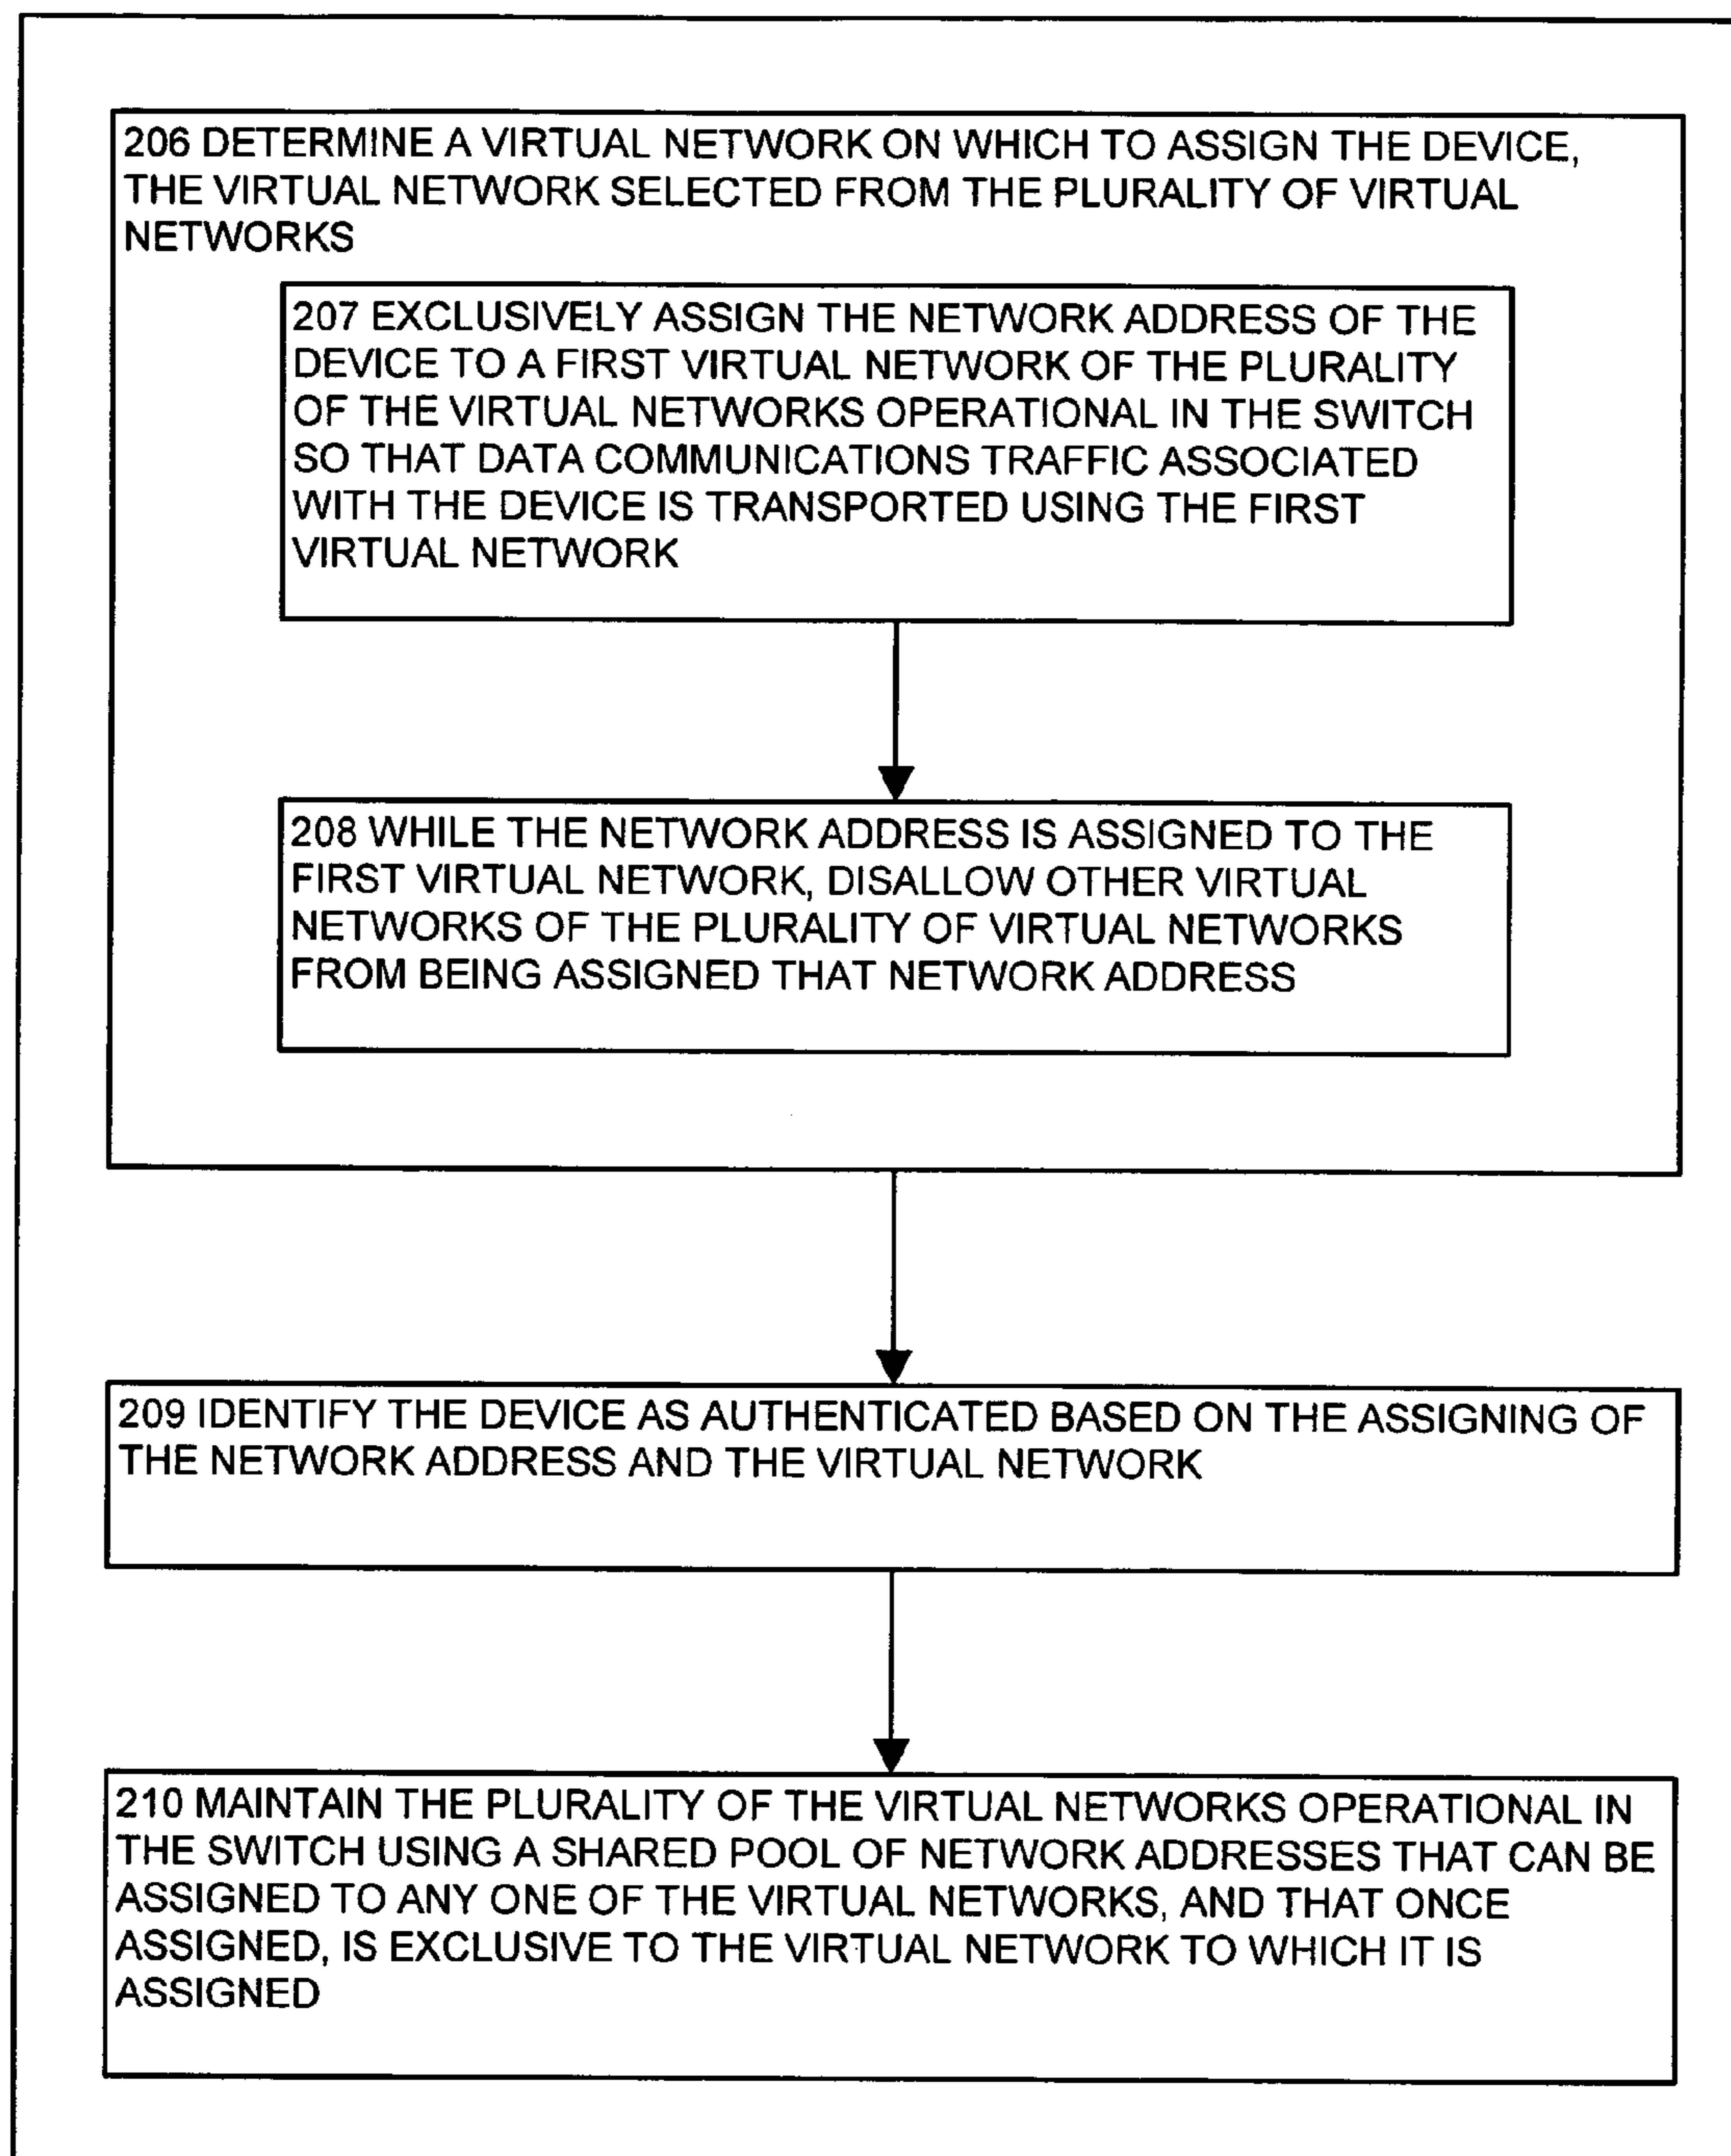 206 DETERMINE A VIRTUAL NETWORK ON WHICH TO ASSIGN THE DEVICE,
THE VIRTUAL NETWORK SELECTED FROM THE PLURALITY OF VIRTUAL
NETWORKS
207 EXCLUSIVELY ASSIGN THE NETWORK ADDRESS OF THE
DEVICE TO A FIRST VIRTUAL NETWORK OF THE PLURALITY
OF THE VIRTUAL NETWORKS OPERATIONAL IN THE SWITCH
SO THAT DATA COMMUNICATIONS TRAFFIC ASSOCIATED
WITH THE DEVICE IS TRANSPORTED USING THE FIRST
VIRTUAL NETWORK
208 WHILE THE NETWORK ADDRESS IS ASSIGNED TO THE
FIRST VIRTUAL NETWORK, DISALLOW OTHER VIRTUAL
NETWORKS OF THE PLURALITY OF VIRTUAL NETWORKS
FROM BEING ASSIGNED THAT NETWORK ADDRESS
209 IDENTIFY THE DEVICE AS AUTHENTICATED BASED ON THE ASSIGNING OF
THE NETWORK ADDRESS AND THE VIRTUAL NETWORK
210 MAINTAIN THE PLURALITY OF THE VIRTUAL NETWORKS OPERATIONAL IN
THE SWITCH USING A SHARED POOL OF NETWORK ADDRESSES THAT CAN BE
ASSIGNED TO ANY ONE OF THE VIRTUAL NETWORKS, AND THAT ONCE
ASSIGNED, IS EXCLUSIVE TO THE VIRTUAL NETWORK TO WHICH IT IS
ASSIGNED